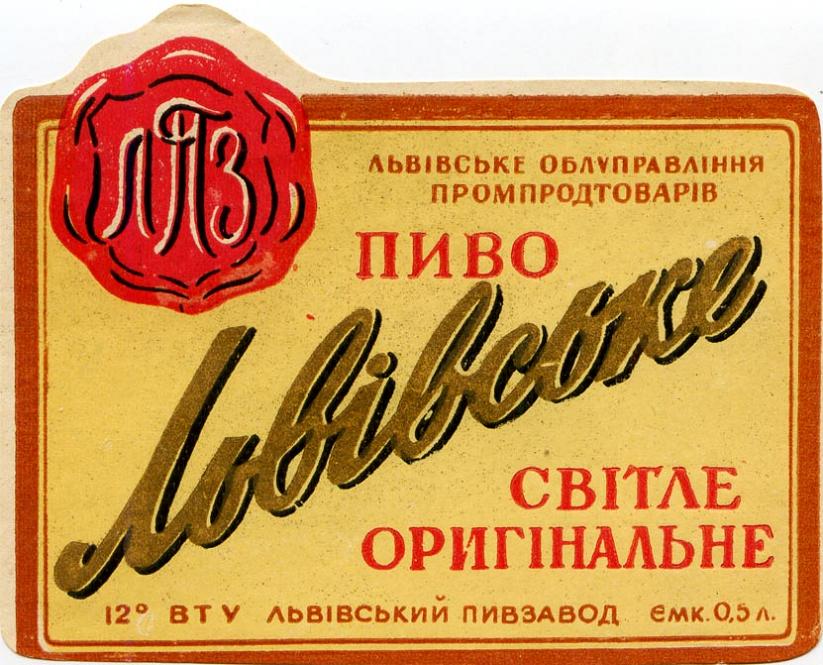 ЛПЗ
ЛЬВІВСЬКЕ ОБЛУПРАВЛІННЯ
ПРОМПРОДТОВАРІВ
ПИВО
Львівське
СВІТЛЕ
ОРИГІНАЛЬНЕ
12° ВТУ ЛЬВІВСЬКИЙ ПИВЗАВОД Ємк. 0,5 л.